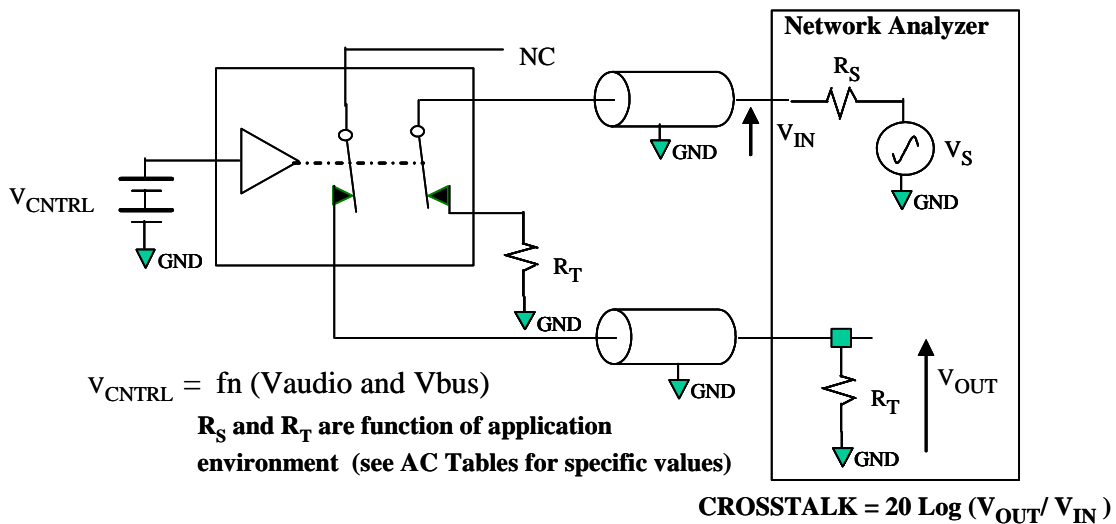 Network Analyzer
NC
R_S
V_IN
V_S
GND
GND
V_CNTRL
GND
R_T
GND
GND
V_OUT
R_T
GND
V_CNTRL = fn (Vaudio and Vbus)
R_S and R_T are function of application
environment (see AC Tables for specific values)
CROSSTALK = 20 Log (V_OUT/ V_IN )